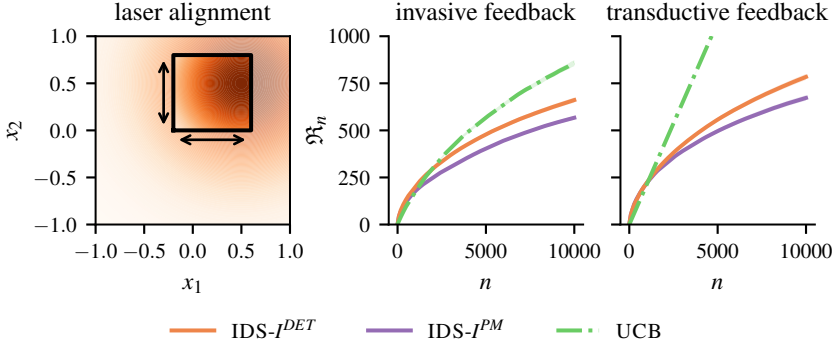 laser alignment
1.0
0.5
0.0
−0.5
−1.0
x2
−1.0 −0.5 0.0 0.5 1.0
x1
invasive feedback
1000
750
500
250
0
ℜn
0 5000 10000
n
transductive feedback
0 5000 10000
n
IDS-I^DET IDS-I^PM UCB